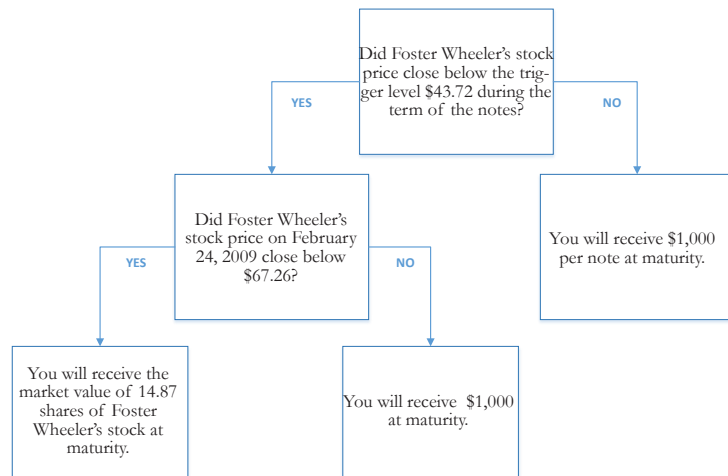 Did Foster Wheeler's stock
price close below the trig-
ger level $43.72 during the
term of the notes?
YES
NO
Did Foster Wheeler's
stock price on February
24, 2009 close below
$67.26?
You will receive $1,000
per note at maturity.
YES
NO
You will receive the
market value of 14.87
shares of Foster
Wheeler's stock at
maturity.
You will receive $1,000
at maturity.